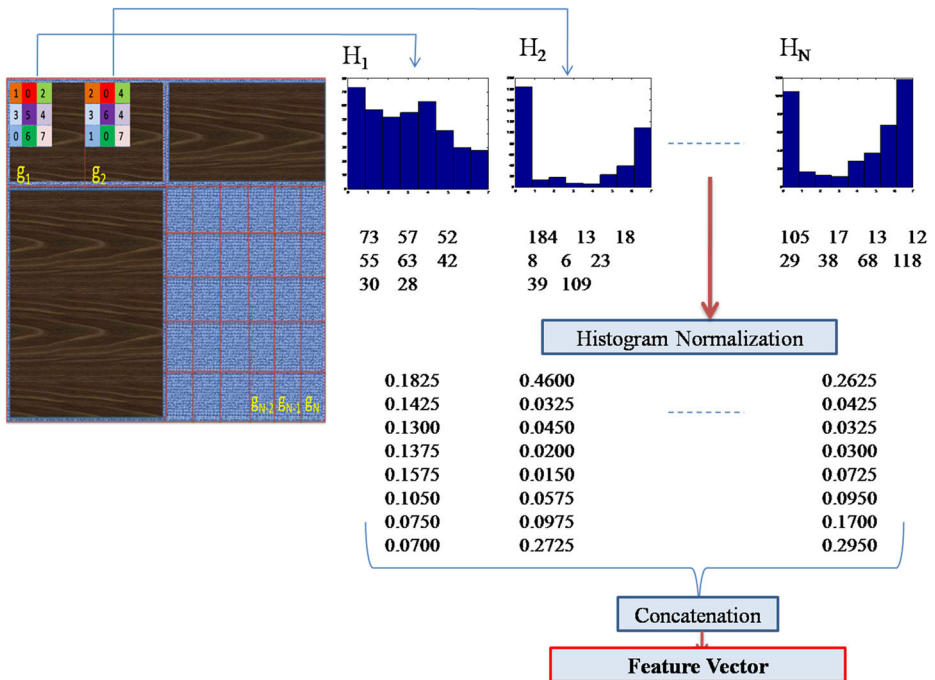 H1
H2
HN
1 0 2
3 5 4
0 6 7
2 0 4
3 6 4
1 0 7
g1
g2
gN-2 gN-1 gN
73 57 52
55 63 42
30 28
184 13 18
8 6 23
39 109
105 17 13 12
29 38 68 118
Histogram Normalization
0.1825 0.4600 0.2625
0.1425 0.0325 0.0425
0.1300 0.0450 0.0325
0.1375 0.0200 0.0300
0.1575 0.0150 0.0725
0.1050 0.0575 0.0950
0.0750 0.0975 0.1700
0.0700 0.2725 0.2950
Concatenation
Feature Vector